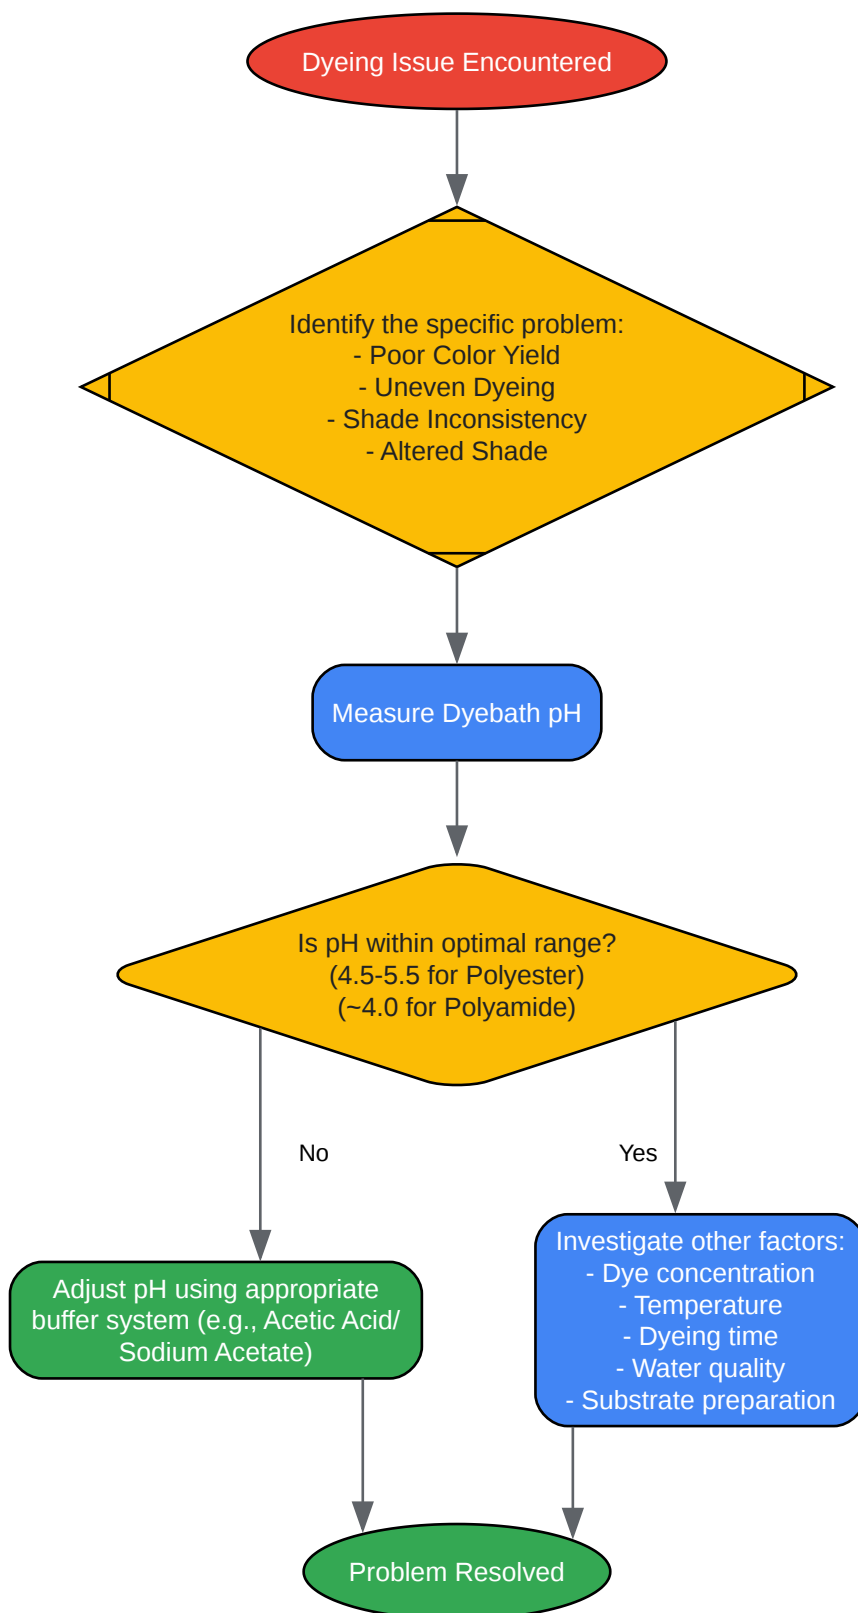 Dyeing Issue Encountered
Identify the specific problem:
- Poor Color Yield
- Uneven Dyeing
- Shade Inconsistency
- Altered Shade
Measure Dyebath pH
Is pH within optimal range?
(4.5-5.5 for Polyester)
(~4.0 for Polyamide)
No
Yes
Adjust pH using appropriate
buffer system (e.g., Acetic Acid/
Sodium Acetate)
Investigate other factors:
- Dye concentration
- Temperature
- Dyeing time
- Water quality
- Substrate preparation
Problem Resolved